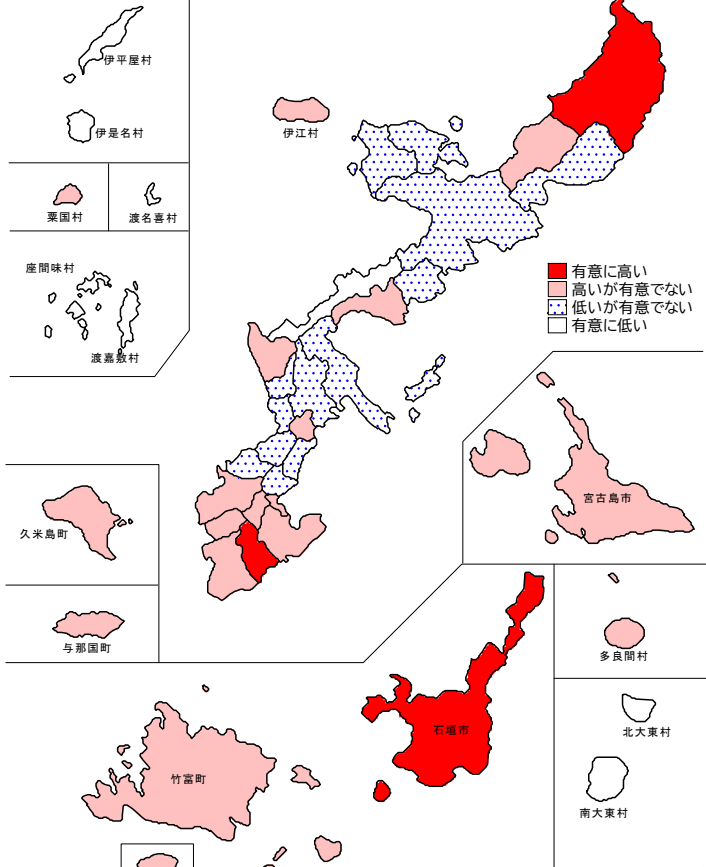 伊平屋村
伊是名村
伊江村
粟国村
渡名喜村
座間味村
渡嘉敷村
有意に高い
高いが有意でない
低いが有意でない
有意に低い
宮古島市
久米島町
与那国町
多良間村
石垣市
北大東村
竹富町
南大東村